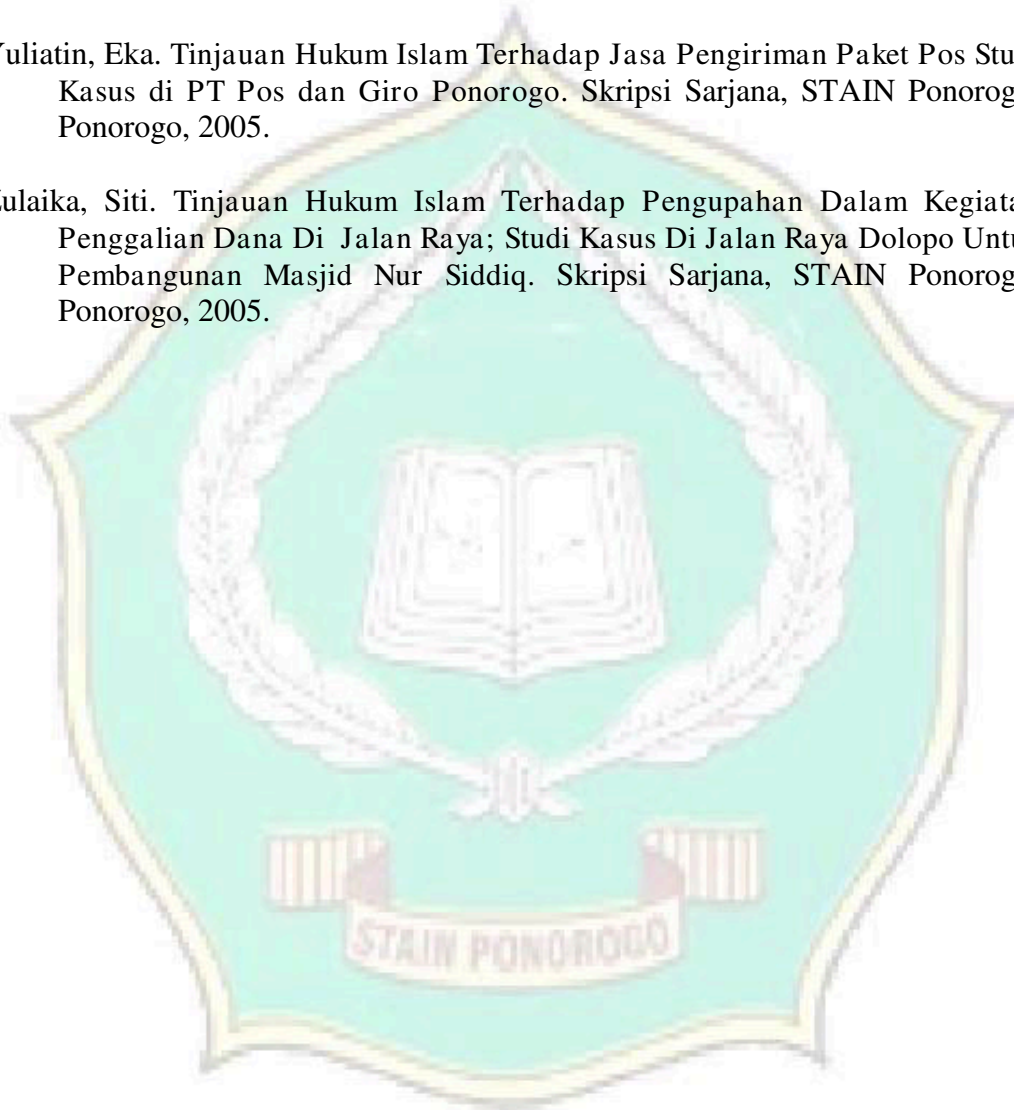 Yuliatin, Eka. Tinjauan Hukum Islam Terhadap Jasa Pengiriman Paket Pos Stu
Kasus di PT Pos dan Giro Ponorogo. Skripsi Sarjana, STAIN Ponorog
Ponorogo, 2005.
Zulaika, Siti. Tinjauan Hukum Islam Terhadap Pengupahan Dalam Kegiata
Penggalian Dana Di Jalan Raya; Studi Kasus Di Jalan Raya Dolopo Untu
Pembangunan Masjid Nur Siddiq. Skripsi Sarjana, STAIN Ponorog
Ponorogo, 2005.
STAIN PONOROGO